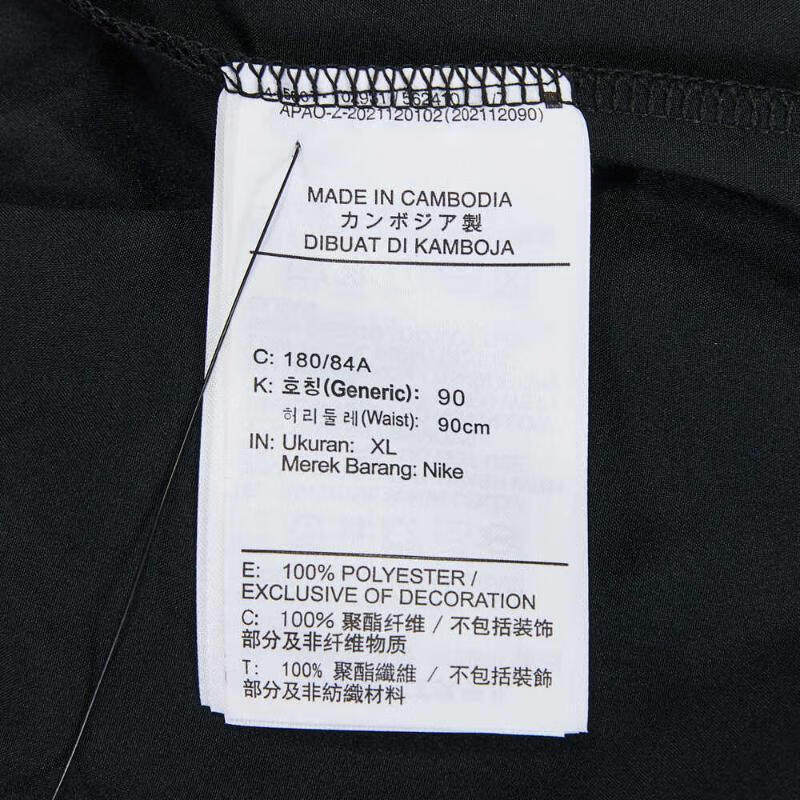 APAO-Z-2021120102(202112090)
MADE IN CAMBODIA
カンボジア製
DIBUAT DI KAMBOJA
C: 180/84A
K: 호칭(Generic): 90
허리둘레(Waist): 90cm
IN: Ukuran: XL
Merek Barang: Nike
E: 100% POLYESTER /
EXCLUSIVE OF DECORATION
C: 100% 聚酯纤维 / 不包括装饰
部分及非纤维物质
T: 100% 聚酯纖維 / 不包括裝飾
部分及非紡織材料